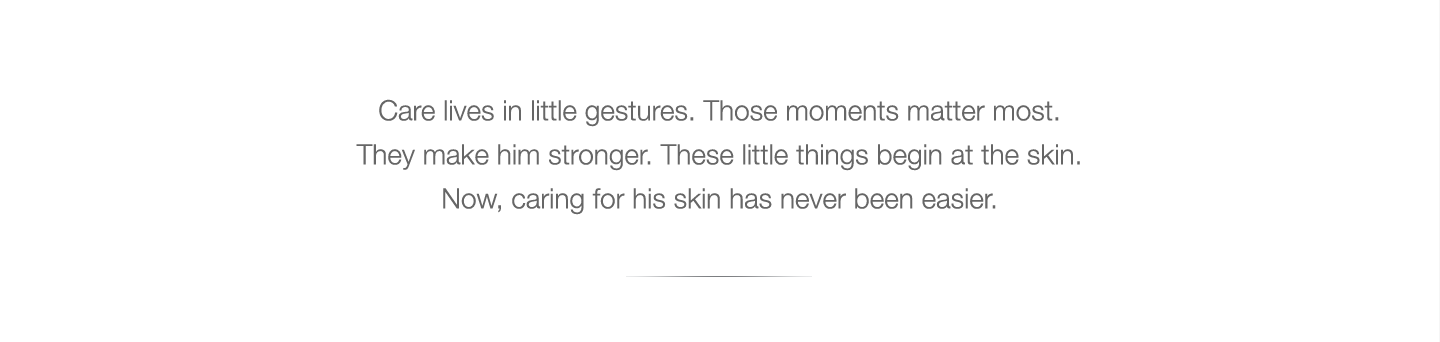 Care lives in little gestures. Those moments matter most.
They make him stronger. These little things begin at the skin.
Now, caring for his skin has never been easier.